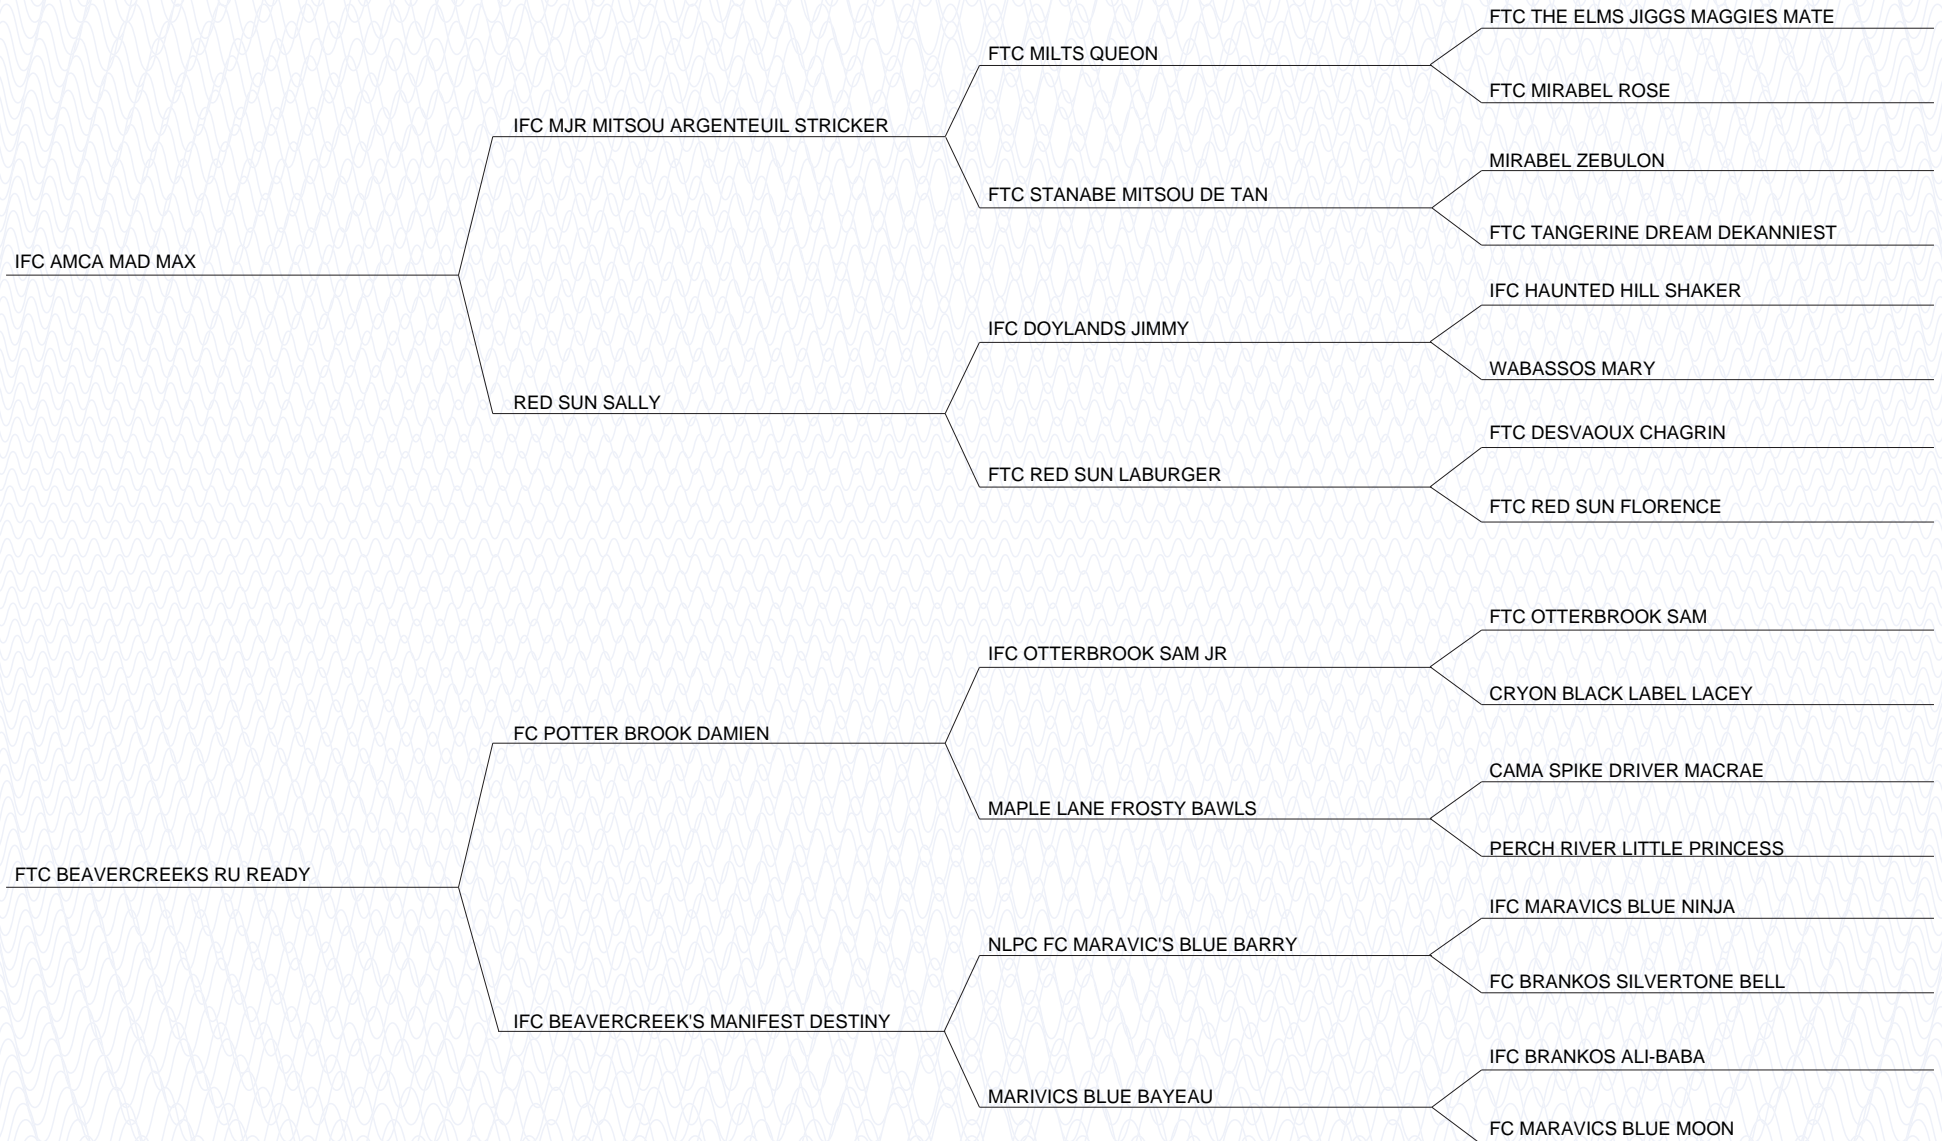 FTC THE ELMS JIGGS MAGGIES MATE
FTC MILTS QUEON
FTC MIRABEL ROSE
IFC MJR MITSOU ARGENTEUIL STRICKER
MIRABEL ZEBULON
FTC STANABE MITSOU DE TAN
FTC TANGERINE DREAM DEKANNIEST
IFC AMCA MAD MAX
IFC HAUNTED HILL SHAKER
IFC DOYLANDS JIMMY
WABASSOS MARY
RED SUN SALLY
FTC DESVAOUX CHAGRIN
FTC RED SUN LABURGER
FTC RED SUN FLORENCE
FTC OTTERBROOK SAM
IFC OTTERBROOK SAM JR
CRYON BLACK LABEL LACEY
FC POTTER BROOK DAMIEN
CAMA SPIKE DRIVER MACRAE
MAPLE LANE FROSTY BAWLS
PERCH RIVER LITTLE PRINCESS
FTC BEAVERCREEKS RU READY
IFC MARAVICS BLUE NINJA
NLPC FC MARAVIC'S BLUE BARRY
FC BRANKOS SILVERTONE BELL
IFC BEAVERCREEK'S MANIFEST DESTINY
IFC BRANKOS ALI-BABA
MARIVICS BLUE BAYEAU
FC MARAVICS BLUE MOON